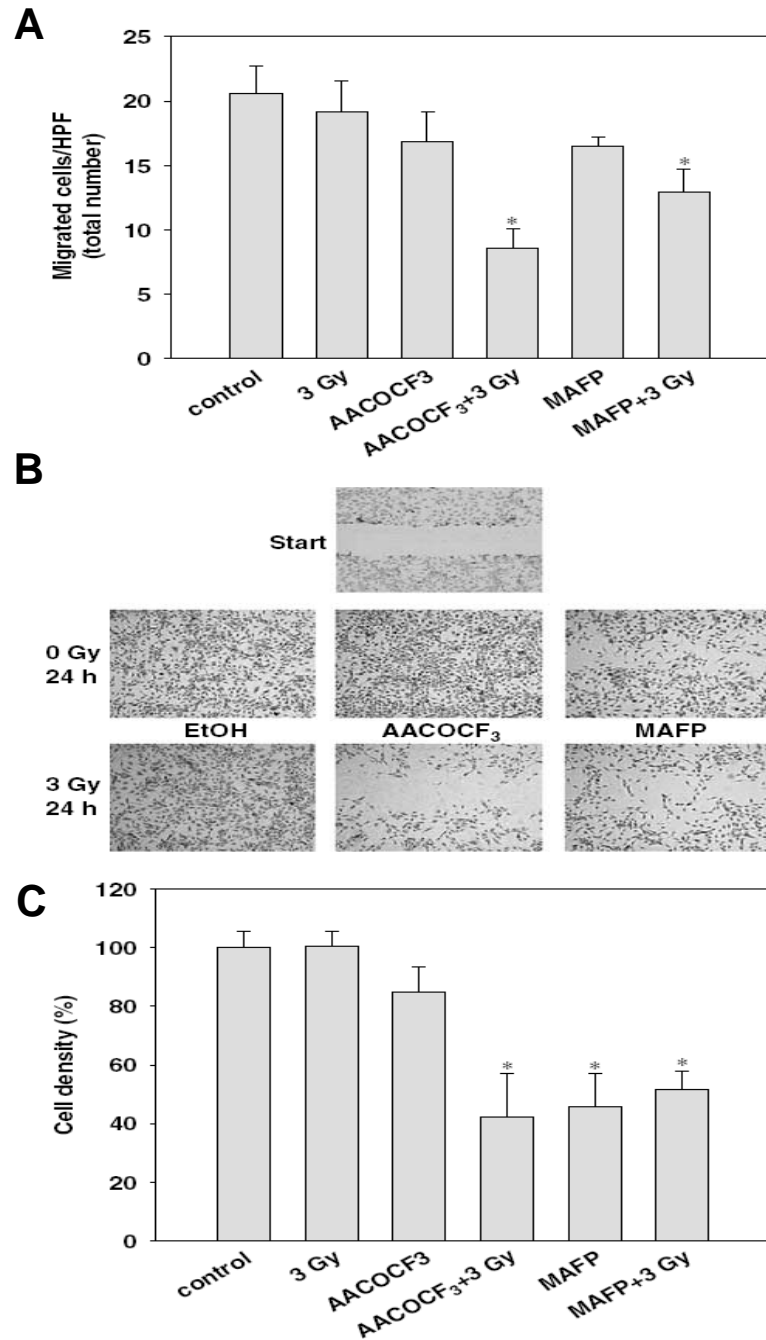 A
Migrated cells/HPF
(total number)
25
20
15
10
5
0
*
*
control
3 Gy
AACOCF3
AACOCF₃+3 Gy
MAFP
MAFP+3 Gy
B
Start
0 Gy
24 h
EtOH
AACOCF₃
MAFP
3 Gy
24 h
C
Cell density (%)
120
100
80
60
40
20
0
*
*
*
control
3 Gy
AACOCF3
AACOCF₃+3 Gy
MAFP
MAFP+3 Gy